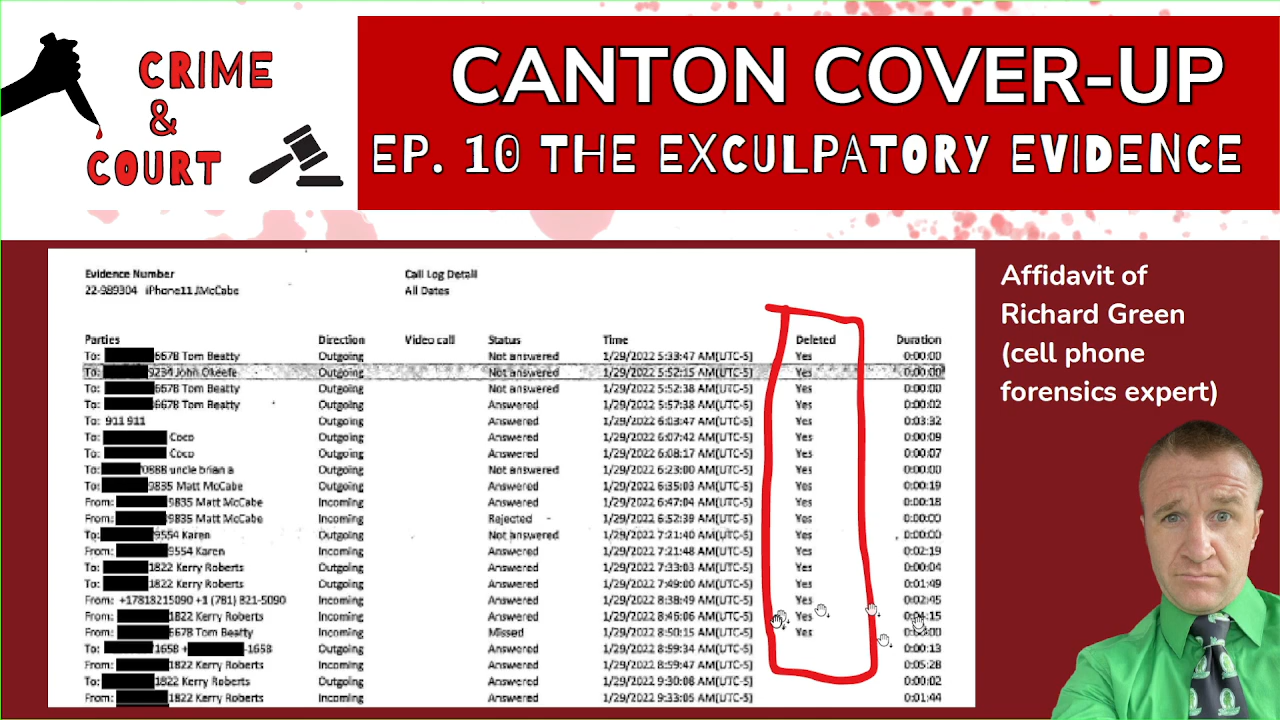 CRIME
&
COURT
CANTON COVER-UP
EP. 10 THE EXCULPATORY EVIDENCE
Evidence Number Call Log Detail
22-989304 iPhone11JMcCabe All Dates
Parties Direction Video call Status Time Deleted Duration
To: 6678 Tom Beatty Outgoing Not answered 1/29/2022 5:33:47 AM(UTC-5) Yes 0:00:00
To: 9234 John Okeefe Outgoing Not answered 1/29/2022 5:52:15 AM(UTC-5) Yes 0:00:00
To: 6678 Tom Beatty Outgoing Not answered 1/29/2022 5:52:38 AM(UTC-5) Yes 0:00:00
To: 6678 Tom Beatty Outgoing Answered 1/29/2022 5:57:38 AM(UTC-5) Yes 0:00:02
To: 911 911 Outgoing Answered 1/29/2022 6:03:47 AM(UTC-5) Yes 0:03:32
To: Coco Outgoing Answered 1/29/2022 6:07:42 AM(UTC-5) Yes 0:00:09
To: Coco Outgoing Answered 1/29/2022 6:08:17 AM(UTC-5) Yes 0:00:07
To: 0888 uncle brian a Outgoing Not answered 1/29/2022 6:23:00 AM(UTC-5) Yes 0:00:00
To: 9835 Matt McCabe Outgoing Answered 1/29/2022 6:35:03 AM(UTC-5) Yes 0:00:19
From: 9835 Matt McCabe Incoming Answered 1/29/2022 6:47:04 AM(UTC-5) Yes 0:00:18
From: 9835 Matt McCabe Incoming Rejected 1/29/2022 6:52:39 AM(UTC-5) Yes 0:00:00
To: 9554 Karen Outgoing Not answered 1/29/2022 7:21:40 AM(UTC-5) Yes 0:00:00
From: 9554 Karen Incoming Answered 1/29/2022 7:21:48 AM(UTC-5) Yes 0:02:19
To: 1822 Kerry Roberts Outgoing Answered 1/29/2022 7:33:03 AM(UTC-5) Yes 0:00:04
To: 1822 Kerry Roberts Outgoing Answered 1/29/2022 7:49:00 AM(UTC-5) Yes 0:01:49
From: +17818215090 +1 (781) 821-5090 Incoming Answered 1/29/2022 8:38:49 AM(UTC-5) Yes 0:02:45
From: 1822 Kerry Roberts Incoming Answered 1/29/2022 8:46:06 AM(UTC-5) Yes
From: 6678 Tom Beatty Incoming Missed 1/29/2022 8:50:15 AM(UTC-5) Yes
To: 1658 + -1658 Outgoing Answered 1/29/2022 8:59:34 AM(UTC-5) 0:00:13
From: 1822 Kerry Roberts Incoming Answered 1/29/2022 8:59:47 AM(UTC-5) 0:05:28
To: 1822 Kerry Roberts Outgoing Answered 1/29/2022 9:30:08 AM(UTC-5) 0:00:02
From: 1822 Kerry Roberts Incoming Answered 1/29/2022 9:33:05 AM(UTC-5) 0:01:44
Affidavit of
Richard Green
(cell phone
forensics expert)